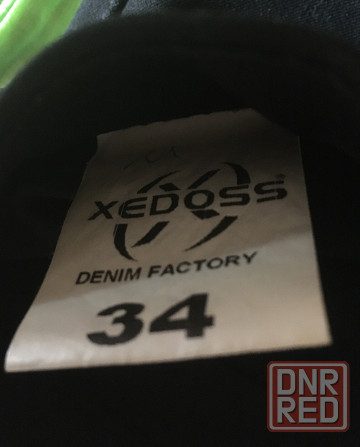 XEDOSS®
DENIM FACTORY
34
DNR
RED